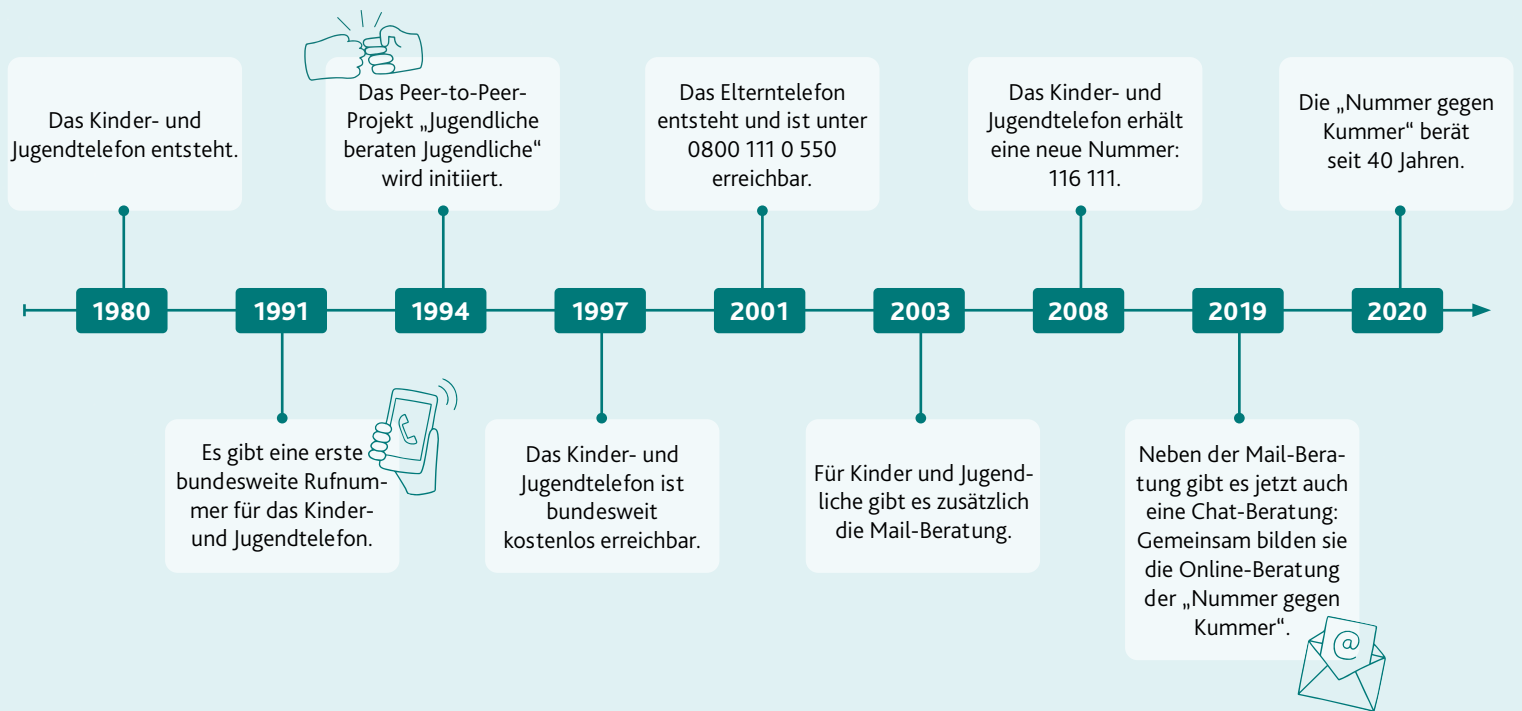 Das Kinder- und
Jugendtelefon entsteht.
Das Peer-to-Peer-
Projekt „Jugendliche
beraten Jugendliche“
wird initiiert.
Das Elterntelefon
entsteht und ist unter
0800 111 0 550
erreichbar.
Das Kinder- und
Jugendtelefon erhält
eine neue Nummer:
116 111.
Die „Nummer gegen
Kummer“ berät
seit 40 Jahren.
1980
1991
1994
1997
2001
2003
2008
2019
2020
Es gibt eine erste
bundesweite Rufnum-
mer für das Kinder-
und Jugendtelefon.
Das Kinder- und
Jugendtelefon ist
bundesweit
kostenlos erreichbar.
Für Kinder und Jugend-
liche gibt es zusätzlich
die Mail-Beratung.
Neben der Mail-Bera-
tung gibt es jetzt auch
eine Chat-Beratung:
Gemeinsam bilden sie
die Online-Beratung
der „Nummer gegen
Kummer“.
@